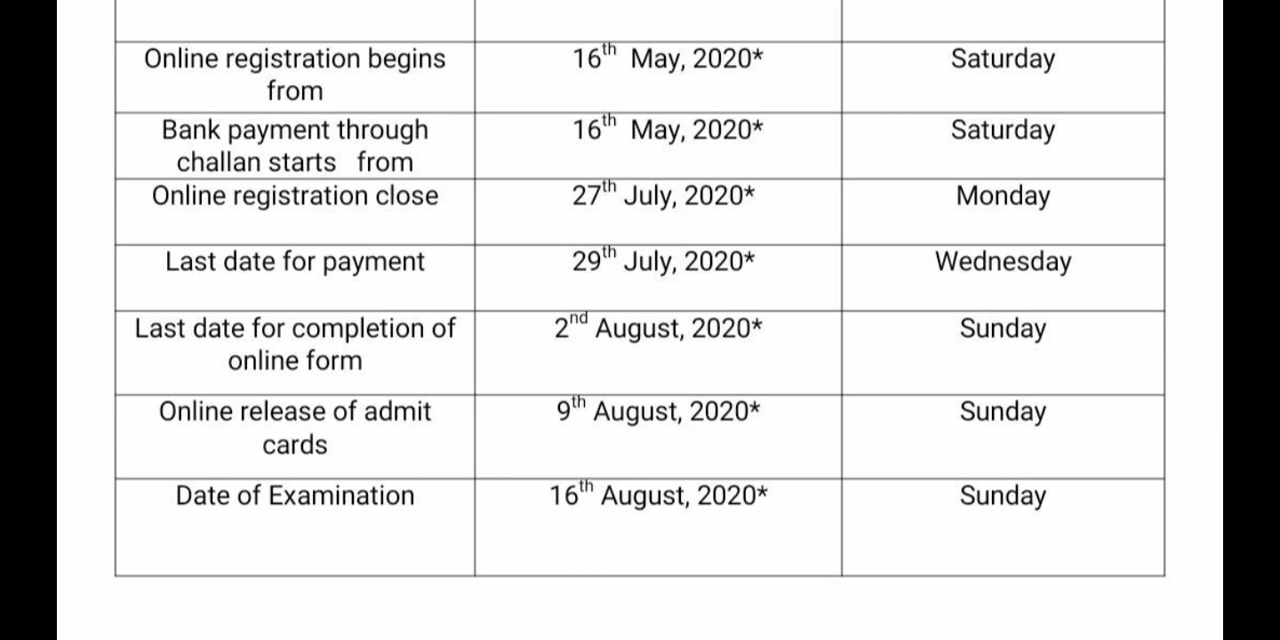 Online registration begins
from
16th May, 2020*
Saturday
Bank payment through
challan starts from
16th May, 2020*
Saturday
Online registration close
27th July, 2020*
Monday
Last date for payment
29th July, 2020*
Wednesday
Last date for completion of
online form
2nd August, 2020*
Sunday
Online release of admit
cards
9th August, 2020*
Sunday
Date of Examination
16th August, 2020*
Sunday